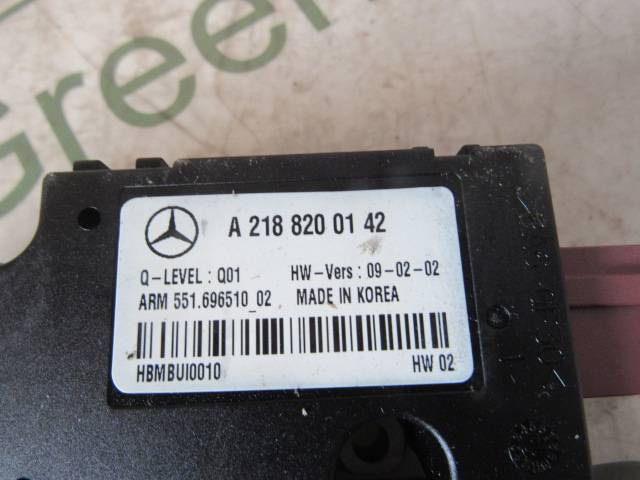 Green
A 218 820 01 42
Q-LEVEL : Q01 HW-Vers : 09-02-02
ARM 551.696510_02 MADE IN KOREA
HBMBUI0010 HW 02